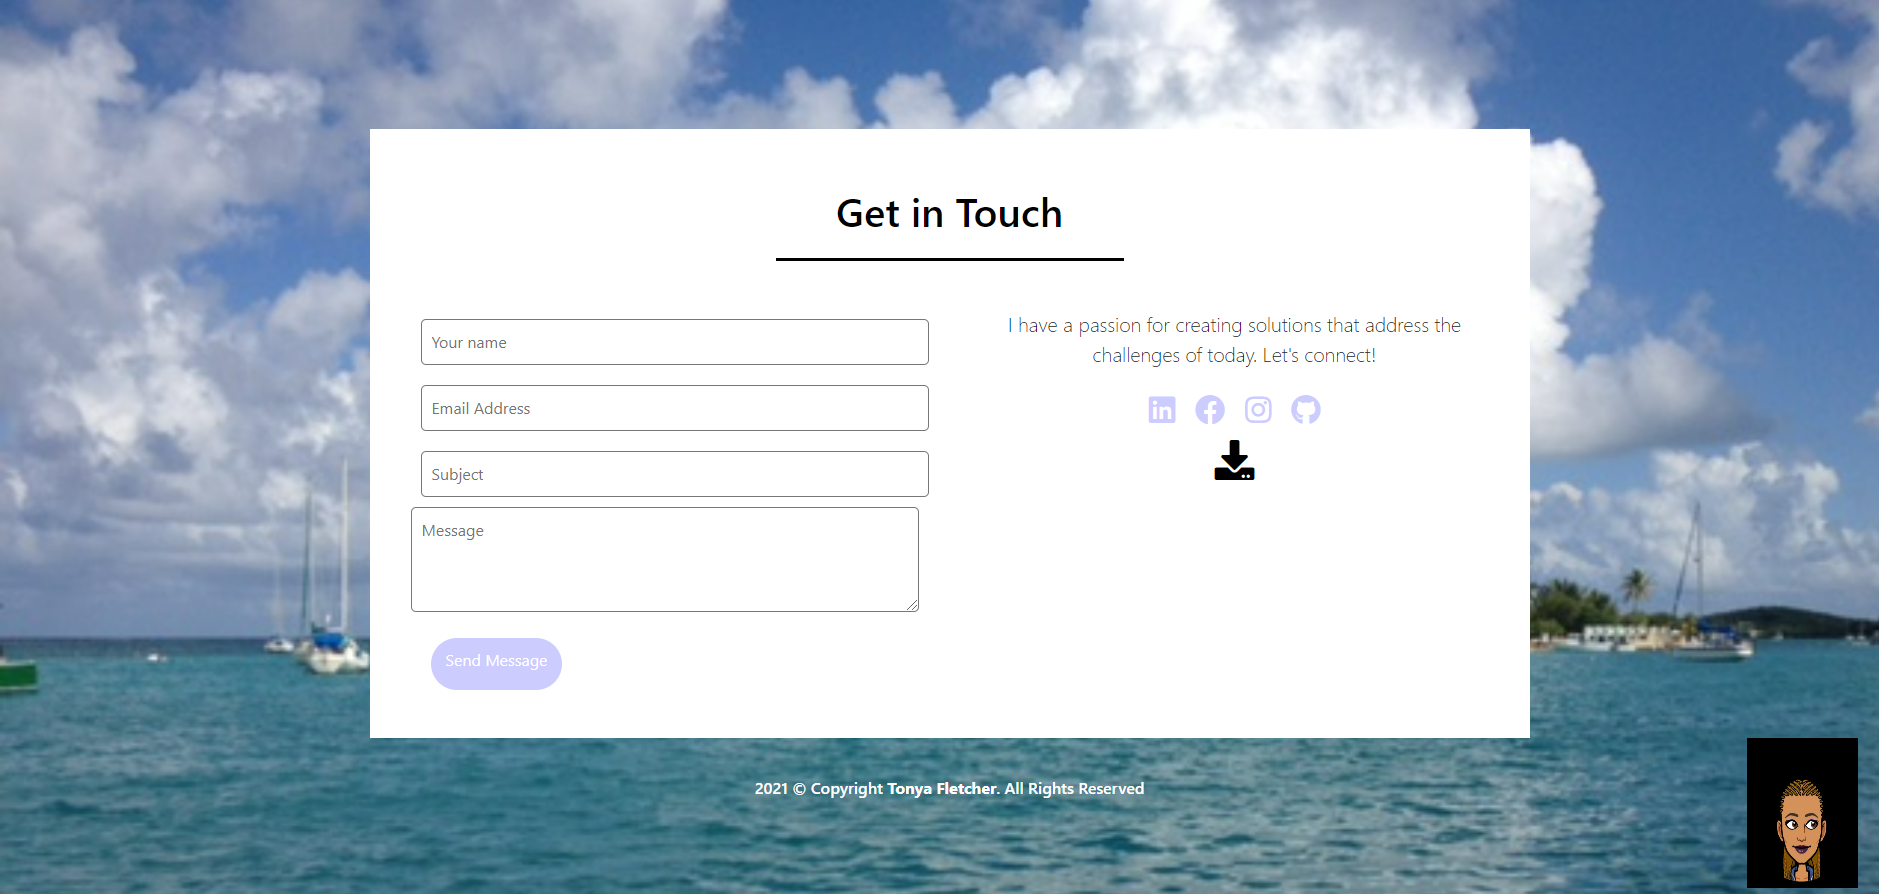 Get in Touch
Your name
Email Address
Subject
Message
Send Message
I have a passion for creating solutions that address the
challenges of today. Let's connect!
2021 © Copyright Tonya Fletcher. All Rights Reserved